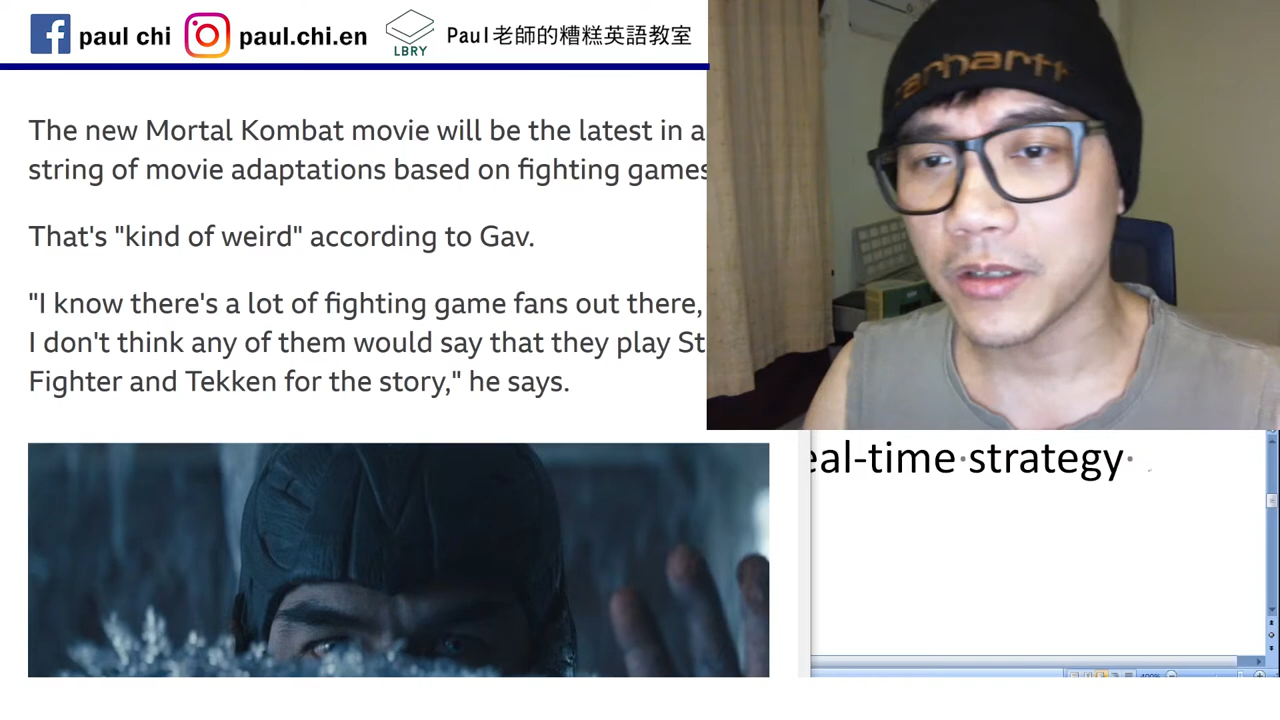 paul chi paul.chi.en LBRY Paul老師的糟糕英語教室
carhartt
The new Mortal Kombat movie will be the latest in a
string of movie adaptations based on fighting games
That's "kind of weird" according to Gav.
"I know there's a lot of fighting game fans out there,
I don't think any of them would say that they play St
Fighter and Tekken for the story," he says.
eal-time strategy